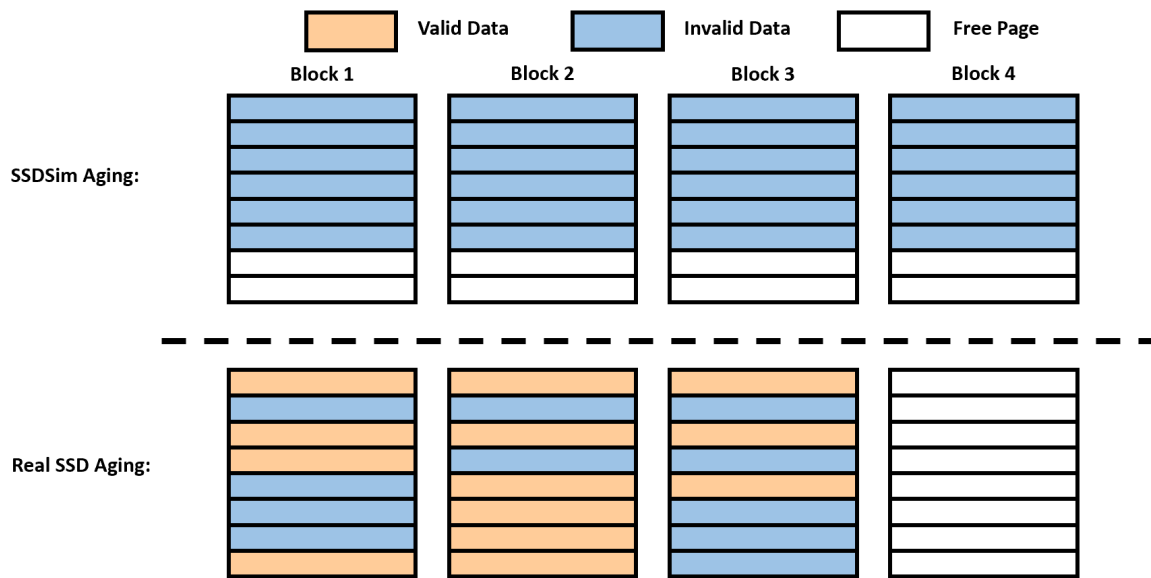 Valid Data
Invalid Data
Free Page
Block 1
Block 2
Block 3
Block 4
SSDSim Aging:
Real SSD Aging: